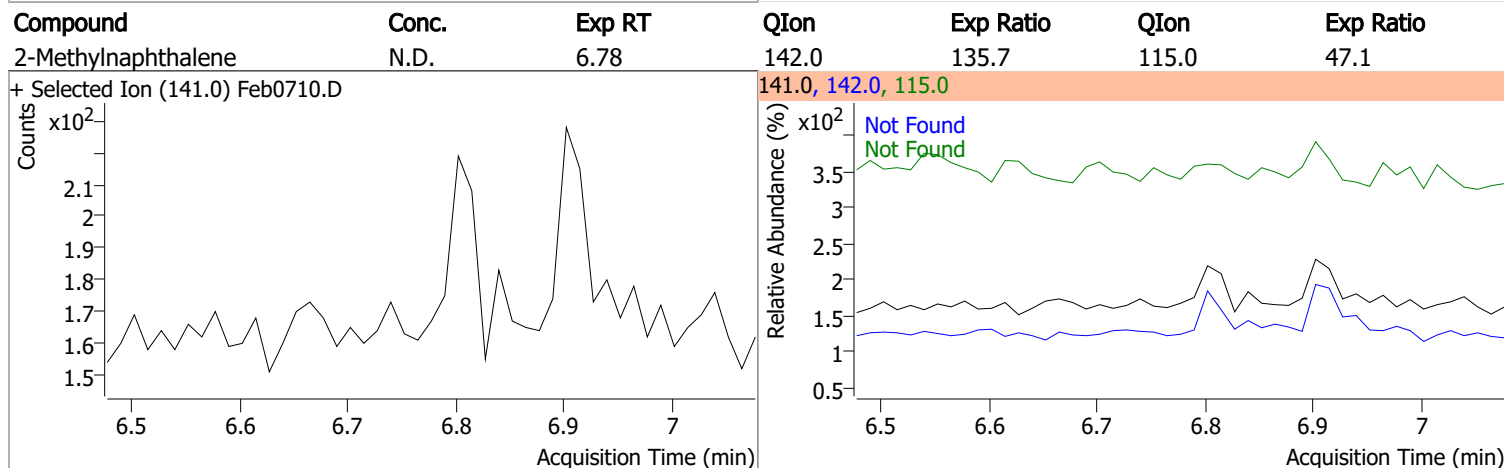 Compound Conc. Exp RT QIon Exp Ratio QIon Exp Ratio
2-Methylnaphthalene N.D. 6.78 142.0 135.7 115.0 47.1
+ Selected Ion (141.0) Feb0710.D
Counts
x10²
2.1
2
1.9
1.8
1.7
1.6
1.5
6.5 6.6 6.7 6.8 6.9 7
Acquisition Time (min)
141.0, 142.0, 115.0
Relative Abundance (%)
x10²
Not Found
Not Found
3.5
3
2.5
2
1.5
1
0.5
6.5 6.6 6.7 6.8 6.9 7
Acquisition Time (min)